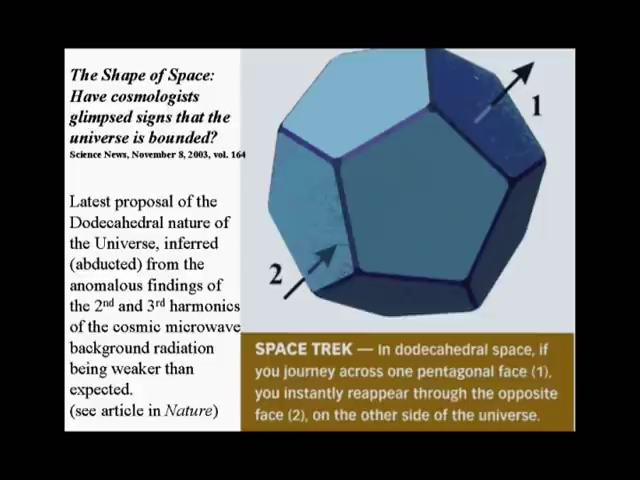 The Shape of Space:
Have cosmologists
glimpsed signs that the
universe is bounded?
Science News, November 8, 2003, vol. 164
Latest proposal of the
Dodecahedral nature of
the Universe, inferred
(abducted) from the
anomalous findings of
the 2nd and 3rd harmonics
of the cosmic microwave
background radiation
being weaker than
expected.
(see article in Nature)
1
2
SPACE TREK — In dodecahedral space, if
you journey across one pentagonal face (1),
you instantly reappear through the opposite
face (2), on the other side of the universe.